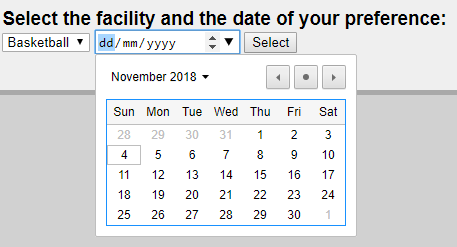 Select the facility and the date of your preference:
Basketball dd/mm/yyyy Select
November 2018
Sun Mon Tue Wed Thu Fri Sat
28 29 30 31 1 2 3
4 5 6 7 8 9 10
11 12 13 14 15 16 17
18 19 20 21 22 23 24
25 26 27 28 29 30 1